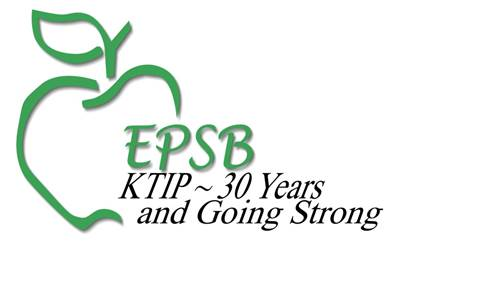 EPSB
KTIP ~ 30 Years
and Going Strong